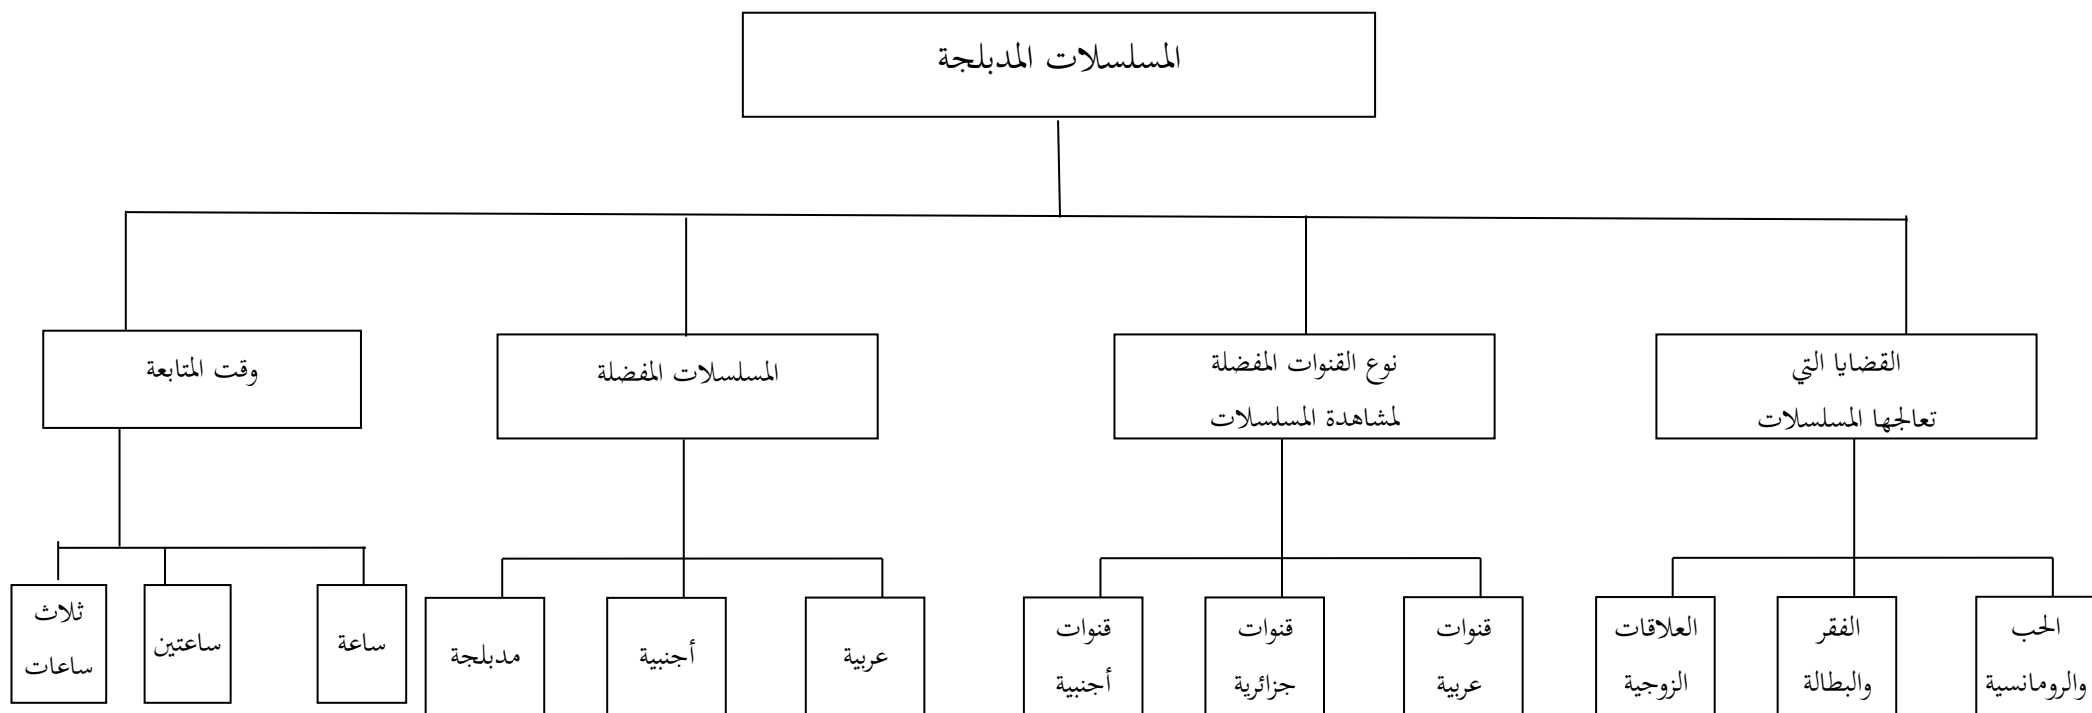 المسلسلات المدبلجة
القضايا التي
تعالجها المسلسلات
نوع القنوات المفضلة
لمشاهدة المسلسلات
المسلسلات المفضلة
وقت المتابعة
الحب
والرومانسية
الفقر
والبطالة
العلاقات
الزوجية
قنوات
عربية
قنوات
جزائرية
قنوات
أجنبية
عربية
أجنبية
مدبلجة
ساعة
ساعتين
ثلاث
ساعات